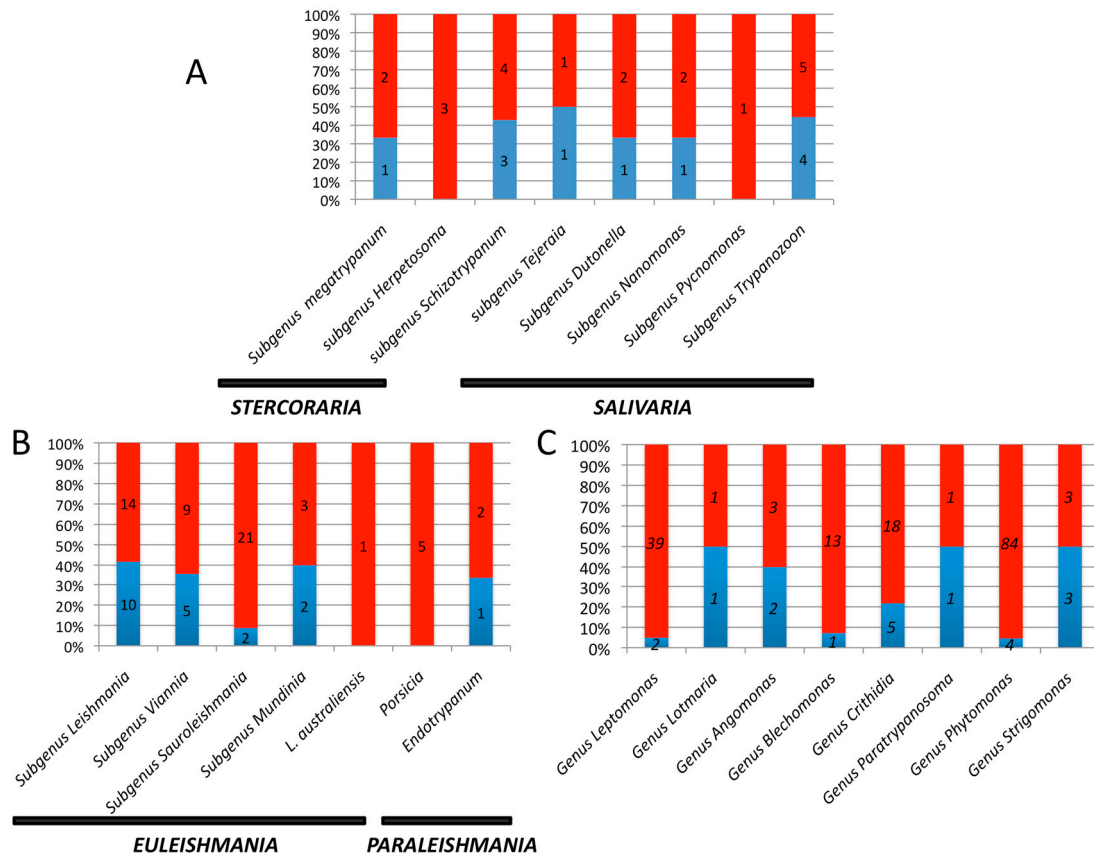 A
100%
90%
80%
70%
60%
50%
40%
30%
20%
10%
0%
2 3 4 1 2 2 1 5
1 3 1 1 1 4
Subgenus megatrypanum
subgenus Herpetosoma
subgenus Schizotrypanum
subgenus Tejeraia
Subgenus Dutonella
Subgenus Nanomonas
Subgenus Pycnomonas
Subgenus Trypanozoon
STERCORARIA
SALIVARIA
B
100%
90%
80%
70%
60%
50%
40%
30%
20%
10%
0%
14 9 21 3 1 5 2
10 5 2 2 1
Subgenus Leishmania
Subgenus Viannia
Subgenus Sauroleishmania
Subgenus Mundinia
L. australiensis
Porsicia
Endotrypanum
EULEISHMANIA
PARALEISHMANIA
C
100%
90%
80%
70%
60%
50%
40%
30%
20%
10%
0%
39 1 3 13 18 1 84 3
2 1 2 1 5 1 4 3
Genus Leptomonas
Genus Lotmaria
Genus Angomonas
Genus Blechomonas
Genus Crithidia
Genus Paratrypanosoma
Genus Phytomonas
Genus Strigomonas